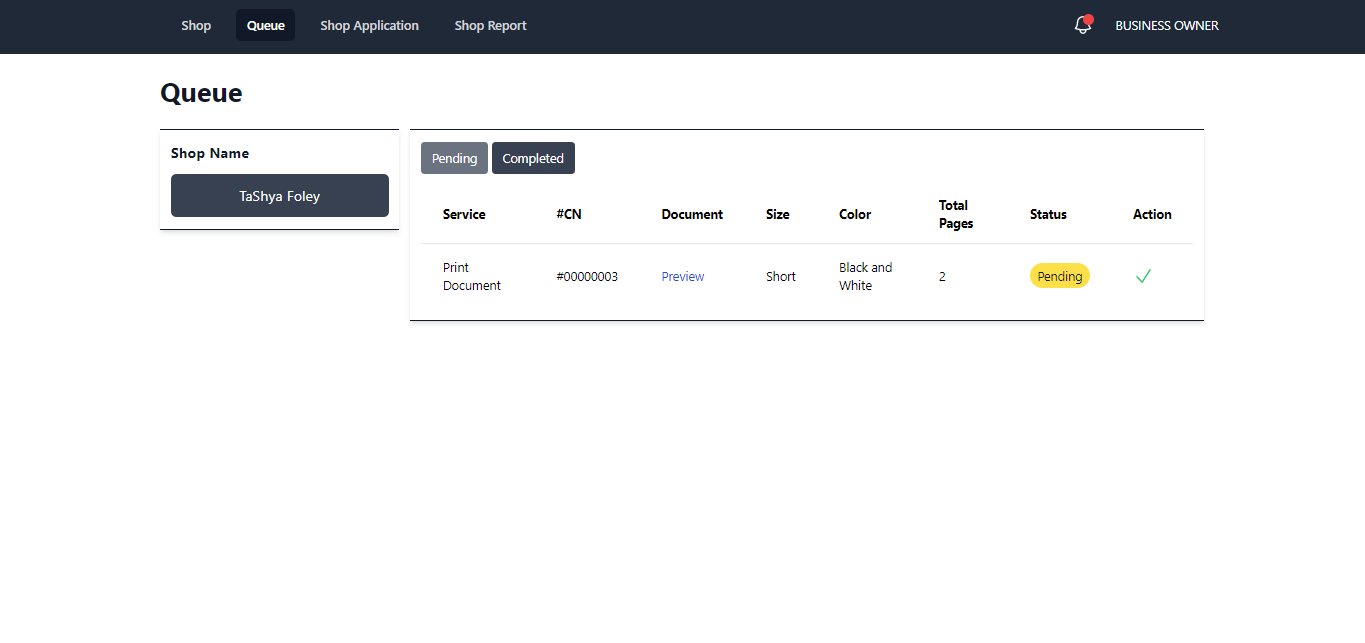 Shop Queue Shop Application Shop Report BUSINESS OWNER
Queue
Shop Name
TaShya Foley
Pending Completed
Service #CN Document Size Color Total Pages Status Action
Print Document #00000003 Preview Short Black and White 2 Pending